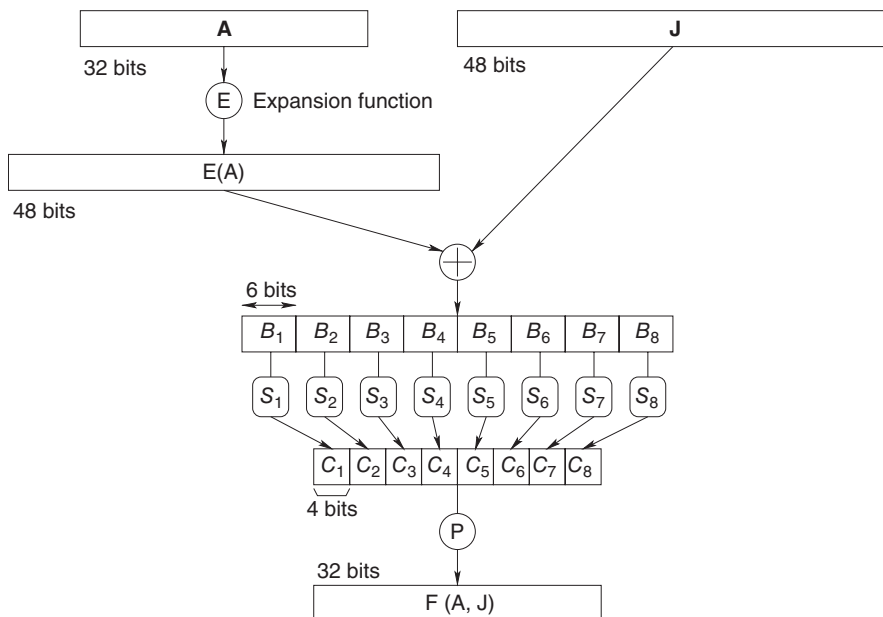 A J
32 bits 48 bits
E Expansion function
E(A)
48 bits
6 bits
B1 B2 B3 B4 B5 B6 B7 B8
S1 S2 S3 S4 S5 S6 S7 S8
C1 C2 C3 C4 C5 C6 C7 C8
4 bits
P
32 bits
F (A, J)